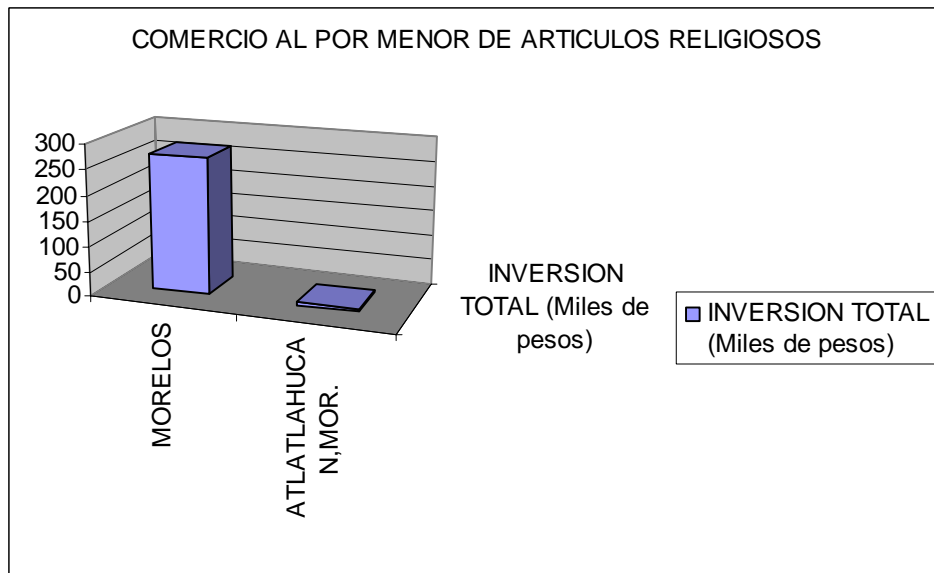 COMERCIO AL POR MENOR DE ARTICULOS RELIGIOSOS
300
250
200
150
100
50
0
MORELOS
ATLATLAHUCA
N,MOR.
INVERSION
TOTAL (Miles de
pesos)
INVERSION TOTAL
(Miles de pesos)